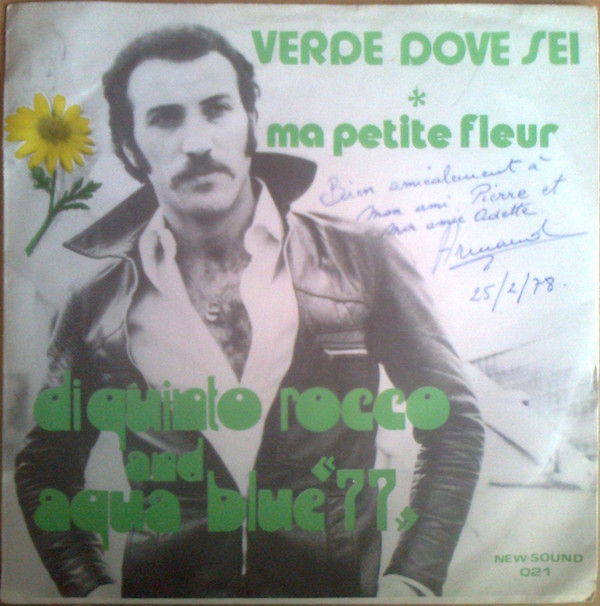 VERDE DOVE SEI
*
ma petite fleur
Bien amicalement à
mon ami Pierre et
mon amie Odette.
Armand
25/2/78.
di quinto rocco
and
aqua blue "77„
NEW-SOUND
021